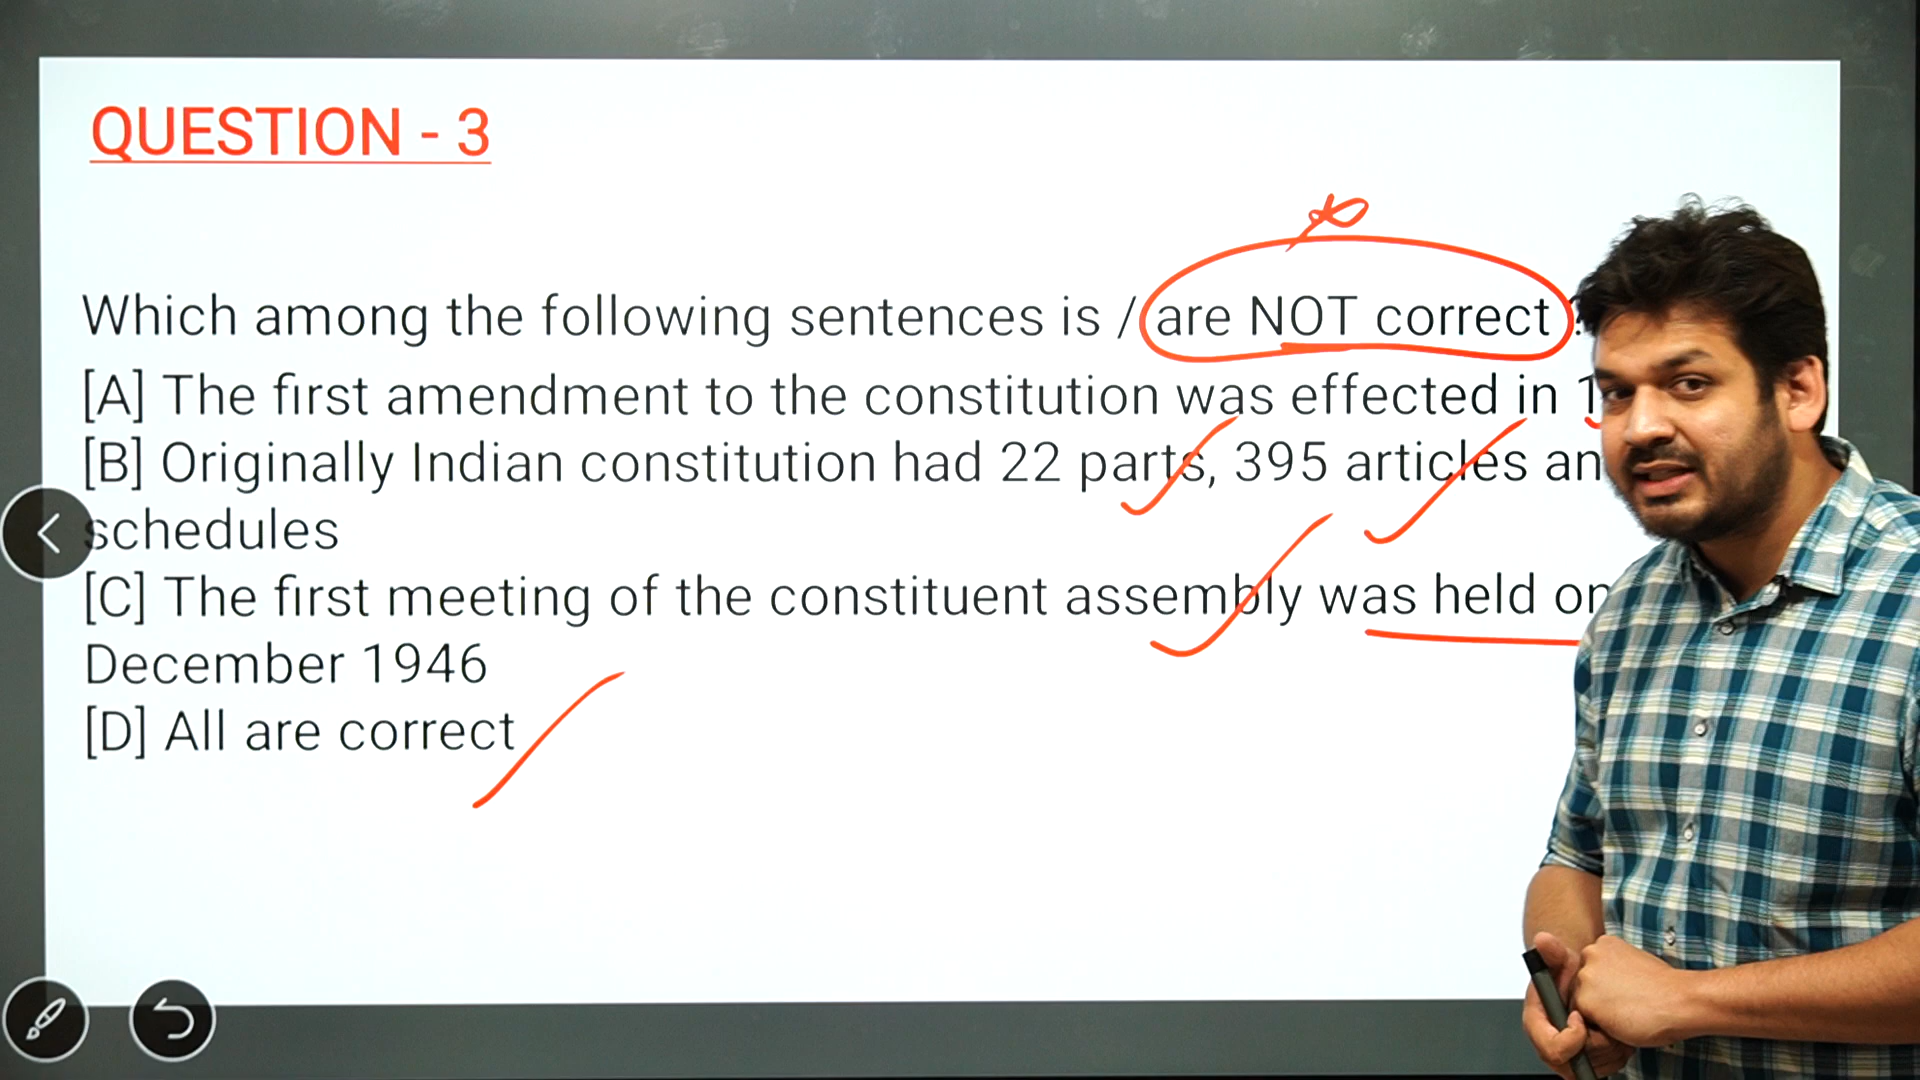 QUESTION - 3
Which among the following sentences is / are NOT correct ?
[A] The first amendment to the constitution was effected in 1
[B] Originally Indian constitution had 22 parts, 395 articles an
schedules
[C] The first meeting of the constituent assembly was held on
December 1946
[D] All are correct